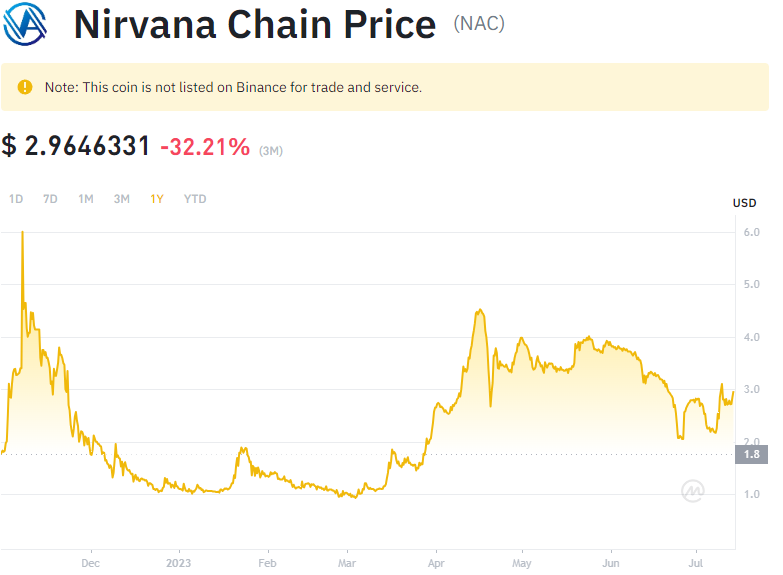 Nirvana Chain Price (NAC)
Note: This coin is not listed on Binance for trade and service.
$ 2.9646331 -32.21% (3M)
1D 7D 1M 3M 1Y YTD
USD
6.0
5.0
4.0
3.0
2.0
1.8
1.0
Dec 2023 Feb Mar Apr May Jun Jul